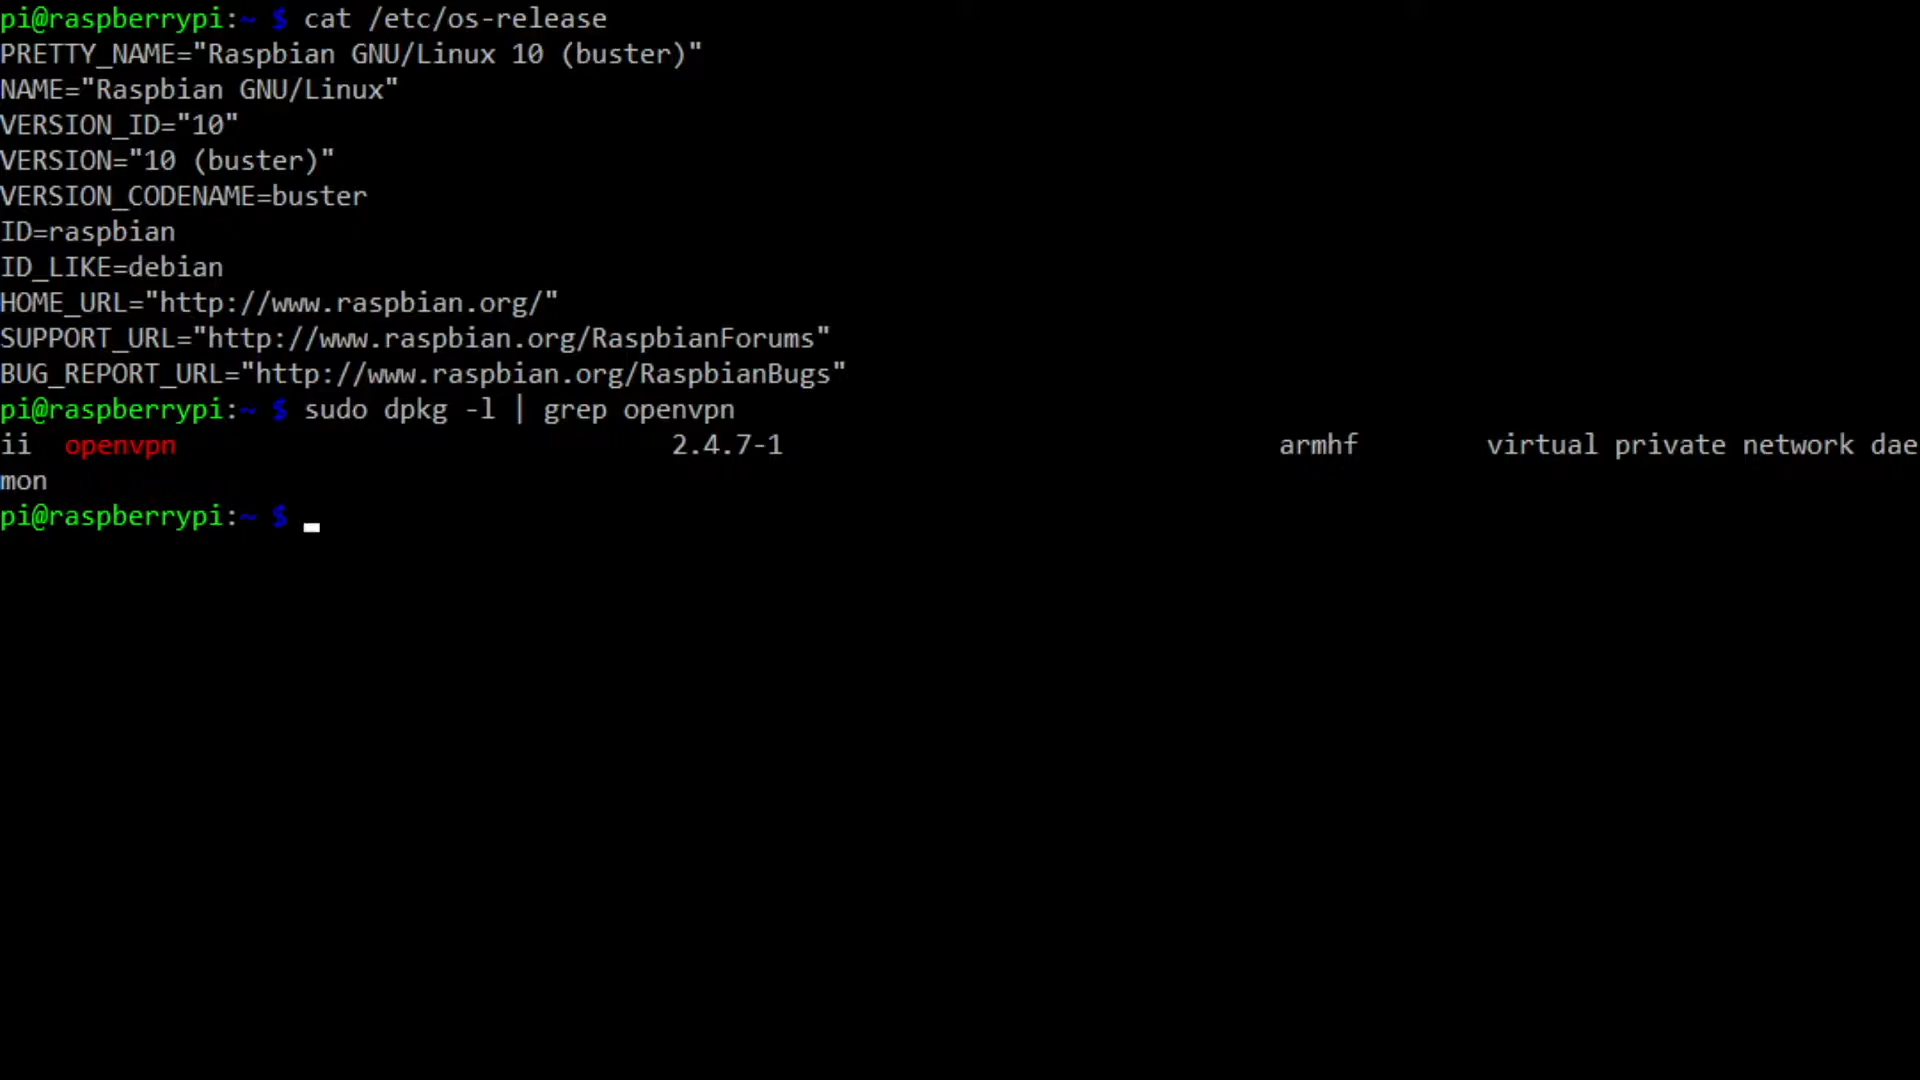 pi@raspberrypi:~ $ cat /etc/os-release
PRETTY_NAME="Raspbian GNU/Linux 10 (buster)"
NAME="Raspbian GNU/Linux"
VERSION_ID="10"
VERSION="10 (buster)"
VERSION_CODENAME=buster
ID=raspbian
ID_LIKE=debian
HOME_URL="http://www.raspbian.org/"
SUPPORT_URL="http://www.raspbian.org/RaspbianForums"
BUG_REPORT_URL="http://www.raspbian.org/RaspbianBugs"
pi@raspberrypi:~ $ sudo dpkg -l | grep openvpn
ii  openvpn                               2.4.7-1                               armhf        virtual private network dae
mon
pi@raspberrypi:~ $